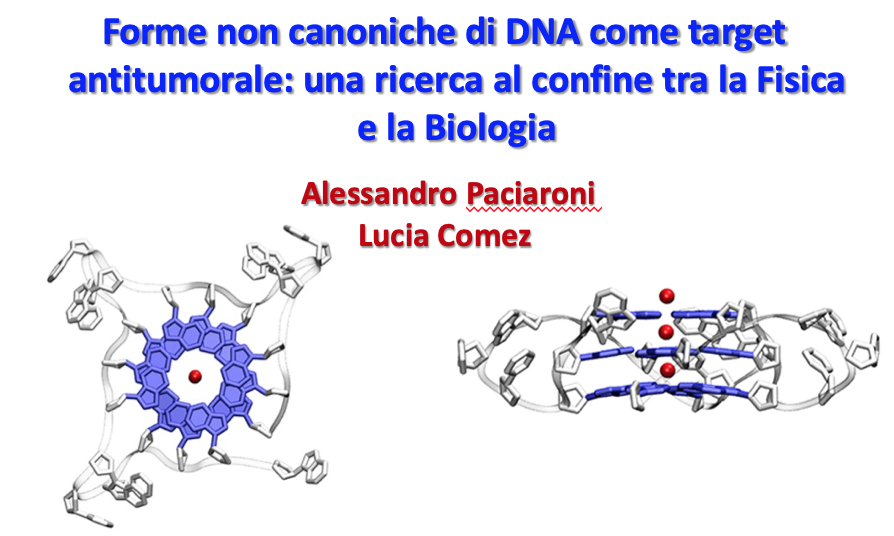 Forme non canoniche di DNA come target
antitumorale: una ricerca al confine tra la Fisica
e la Biologia
Alessandro Paciaroni
Lucia Comez